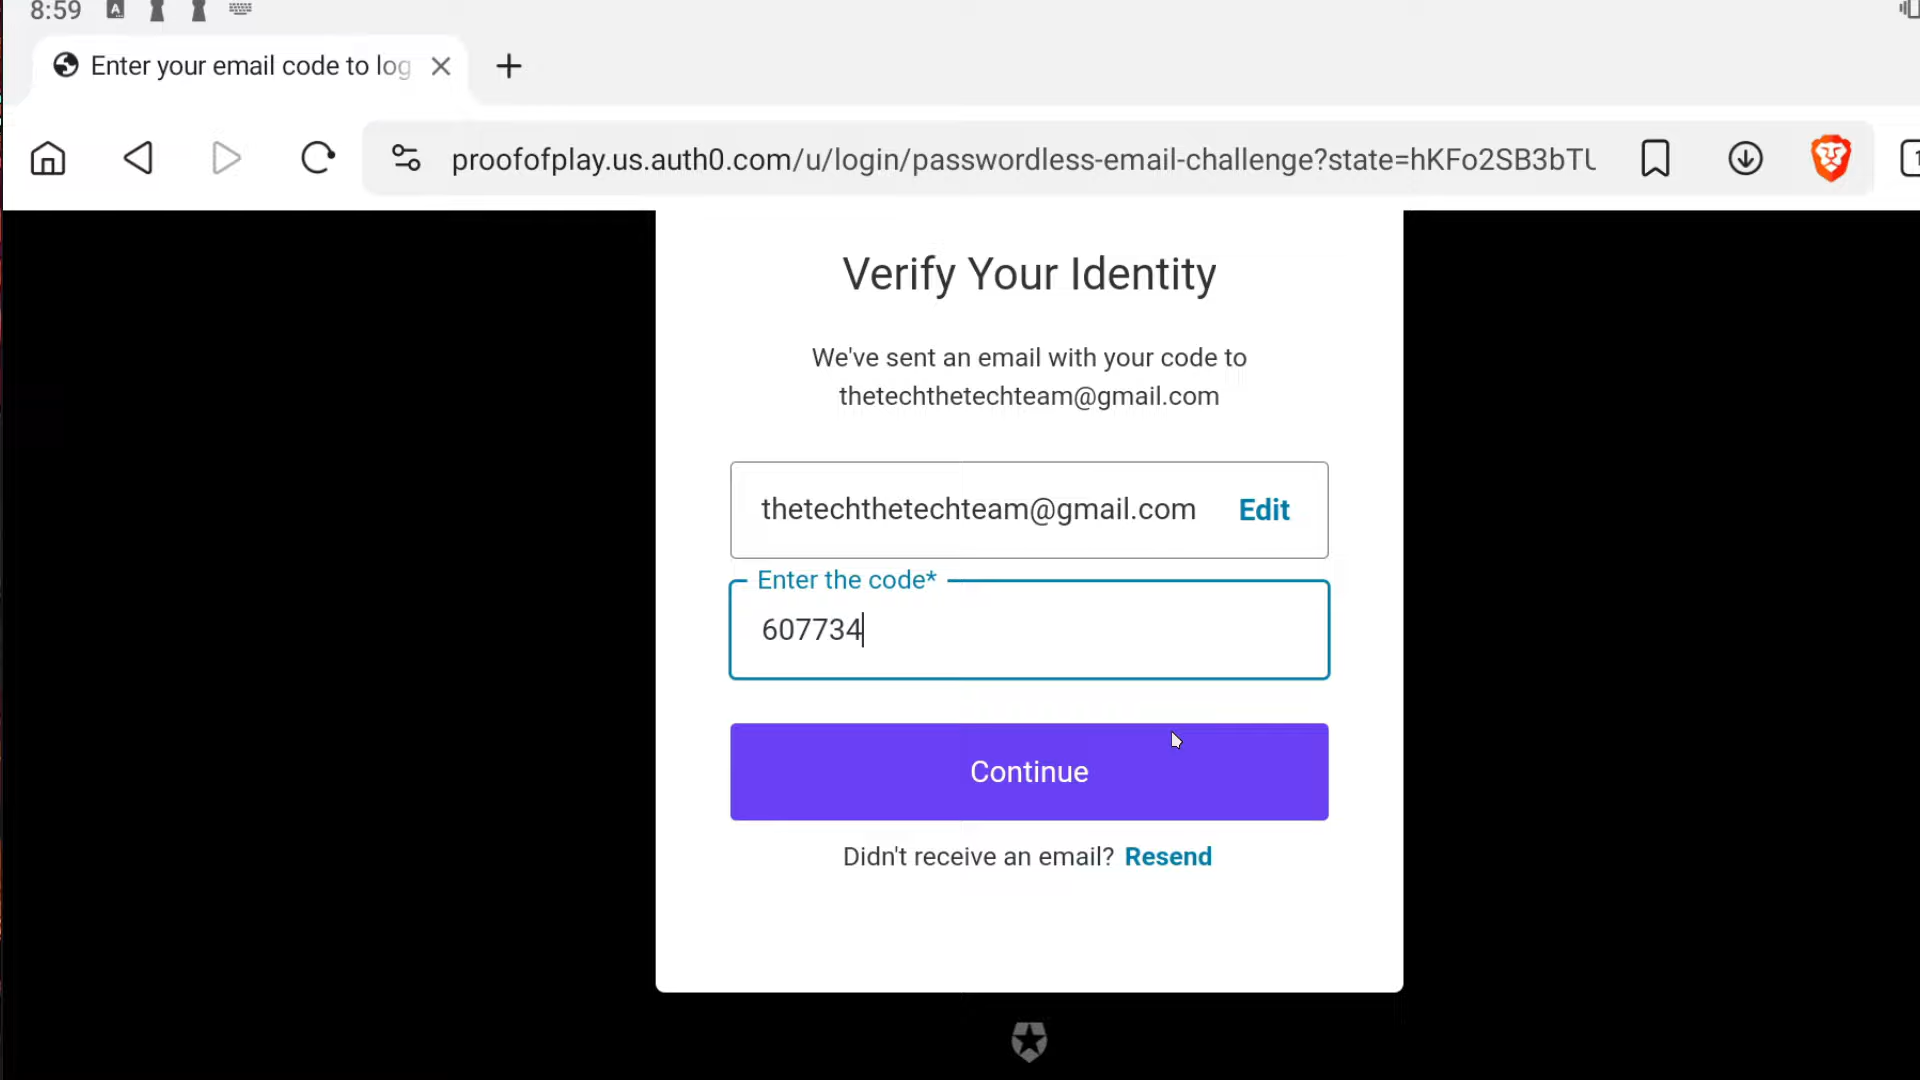 8:59
Enter your email code to log
proofofplay.us.auth0.com/u/login/passwordless-email-challenge?state=hKFo2SB3bTU
Verify Your Identity
We've sent an email with your code to
thetechthetechteam@gmail.com
thetechthetechteam@gmail.com Edit
Enter the code*
607734
Continue
Didn't receive an email? Resend